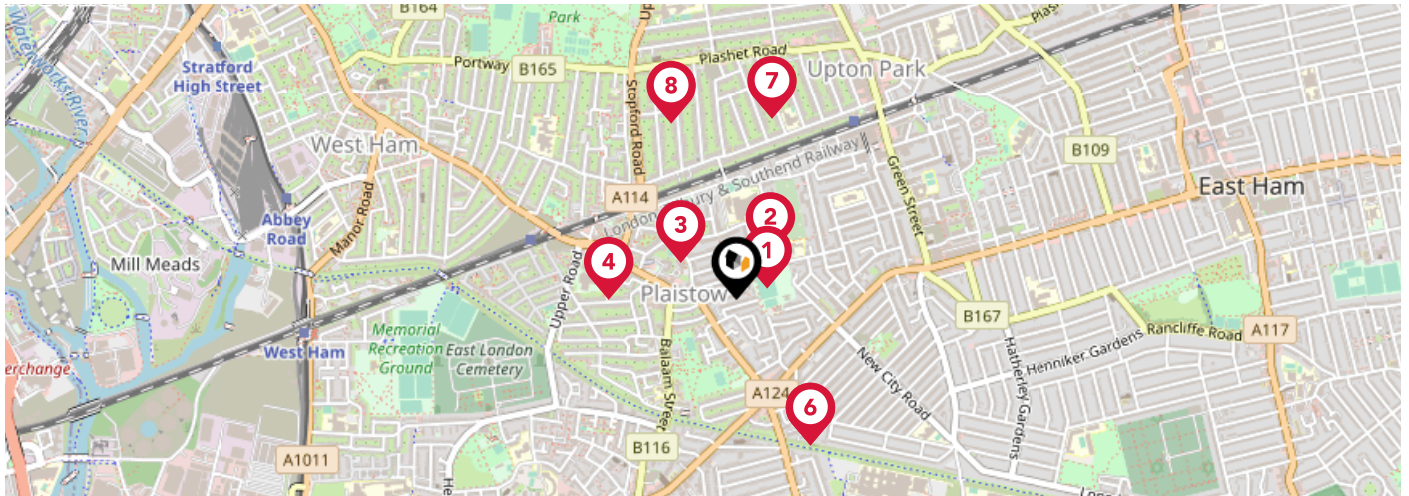 B164
Park
Plashet Road
Portway
B165
Upton Park
Stratford
High Street
8
7
Stopford Road
West Ham
B109
London, Tilbury & Southend Railway
Green Street
A114
East Ham
Abbey
Road
Manor Road
3
2
1
4
Mill Meads
Upper Road
Plaistow
B167
Rancliffe Road
A117
Memorial
Recreation
Ground
East London
Cemetery
West Ham
erchange
Henniker Gardens
Hatherley Gardens
New City Road
Balaam Street
A124
6
B116
A1011
Waterworks River